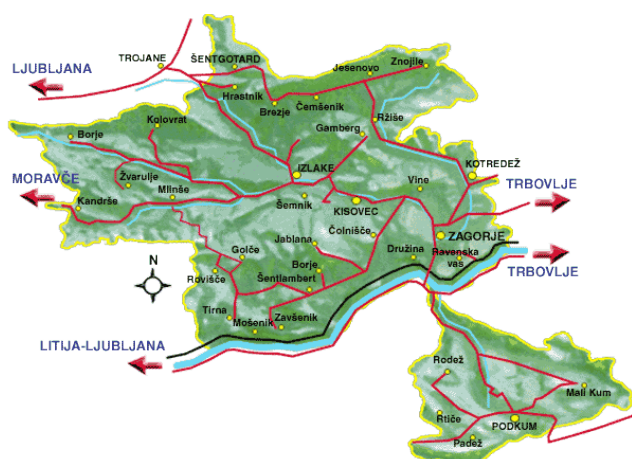 TROJANE
ŠENTGOTARD
Jesenovo
Znojile
LJUBLJANA
Hrastnik
Brezje
Čemšenik
Kolovrat
Ržiše
Gamberg
Borje
IZLAKE
KOTREDEŽ
MORAVČE
Žvarulje
Mlinše
Vine
TRBOVLJE
Kandrše
Šemnik
KISOVEC
Čolnišče
ZAGORJE
Jablana
Družina
Ravenska
vas
Golče
N
Borje
TRBOVLJE
Rovišče
Šentlambert
Tirna
Mošenik
Zavšenik
LITIJA-LJUBLJANA
Rodež
Mali Kum
Rtiče
PODKUM
Padež